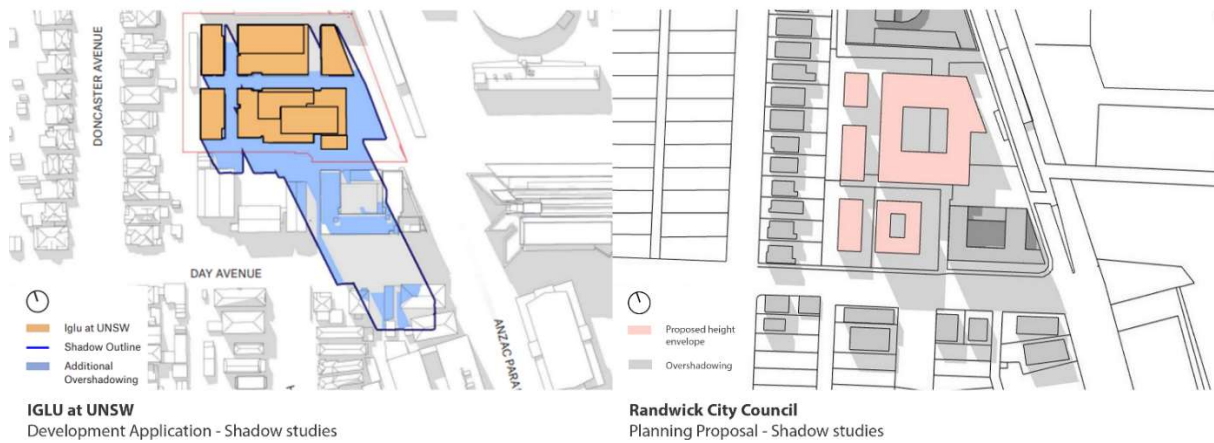 DONCASTER AVENUE
DAY AVENUE
ANZAC PARA
Iglu at UNSW
Shadow Outline
Additional
Overshadowing
IGLU at UNSW
Development Application - Shadow studies
Proposed height
envelope
Overshadowing
Randwick City Council
Planning Proposal - Shadow studies